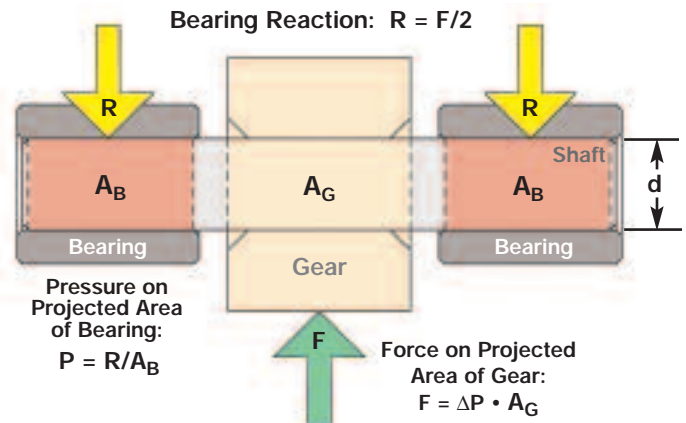 Bearing Reaction: R = F/2
R
R
Shaft
A_B
A_G
A_B
d
Bearing
Gear
Bearing
Pressure on
Projected Area
of Bearing:
P = R/A_B
F
Force on Projected
Area of Gear:
F = ΔP • A_G